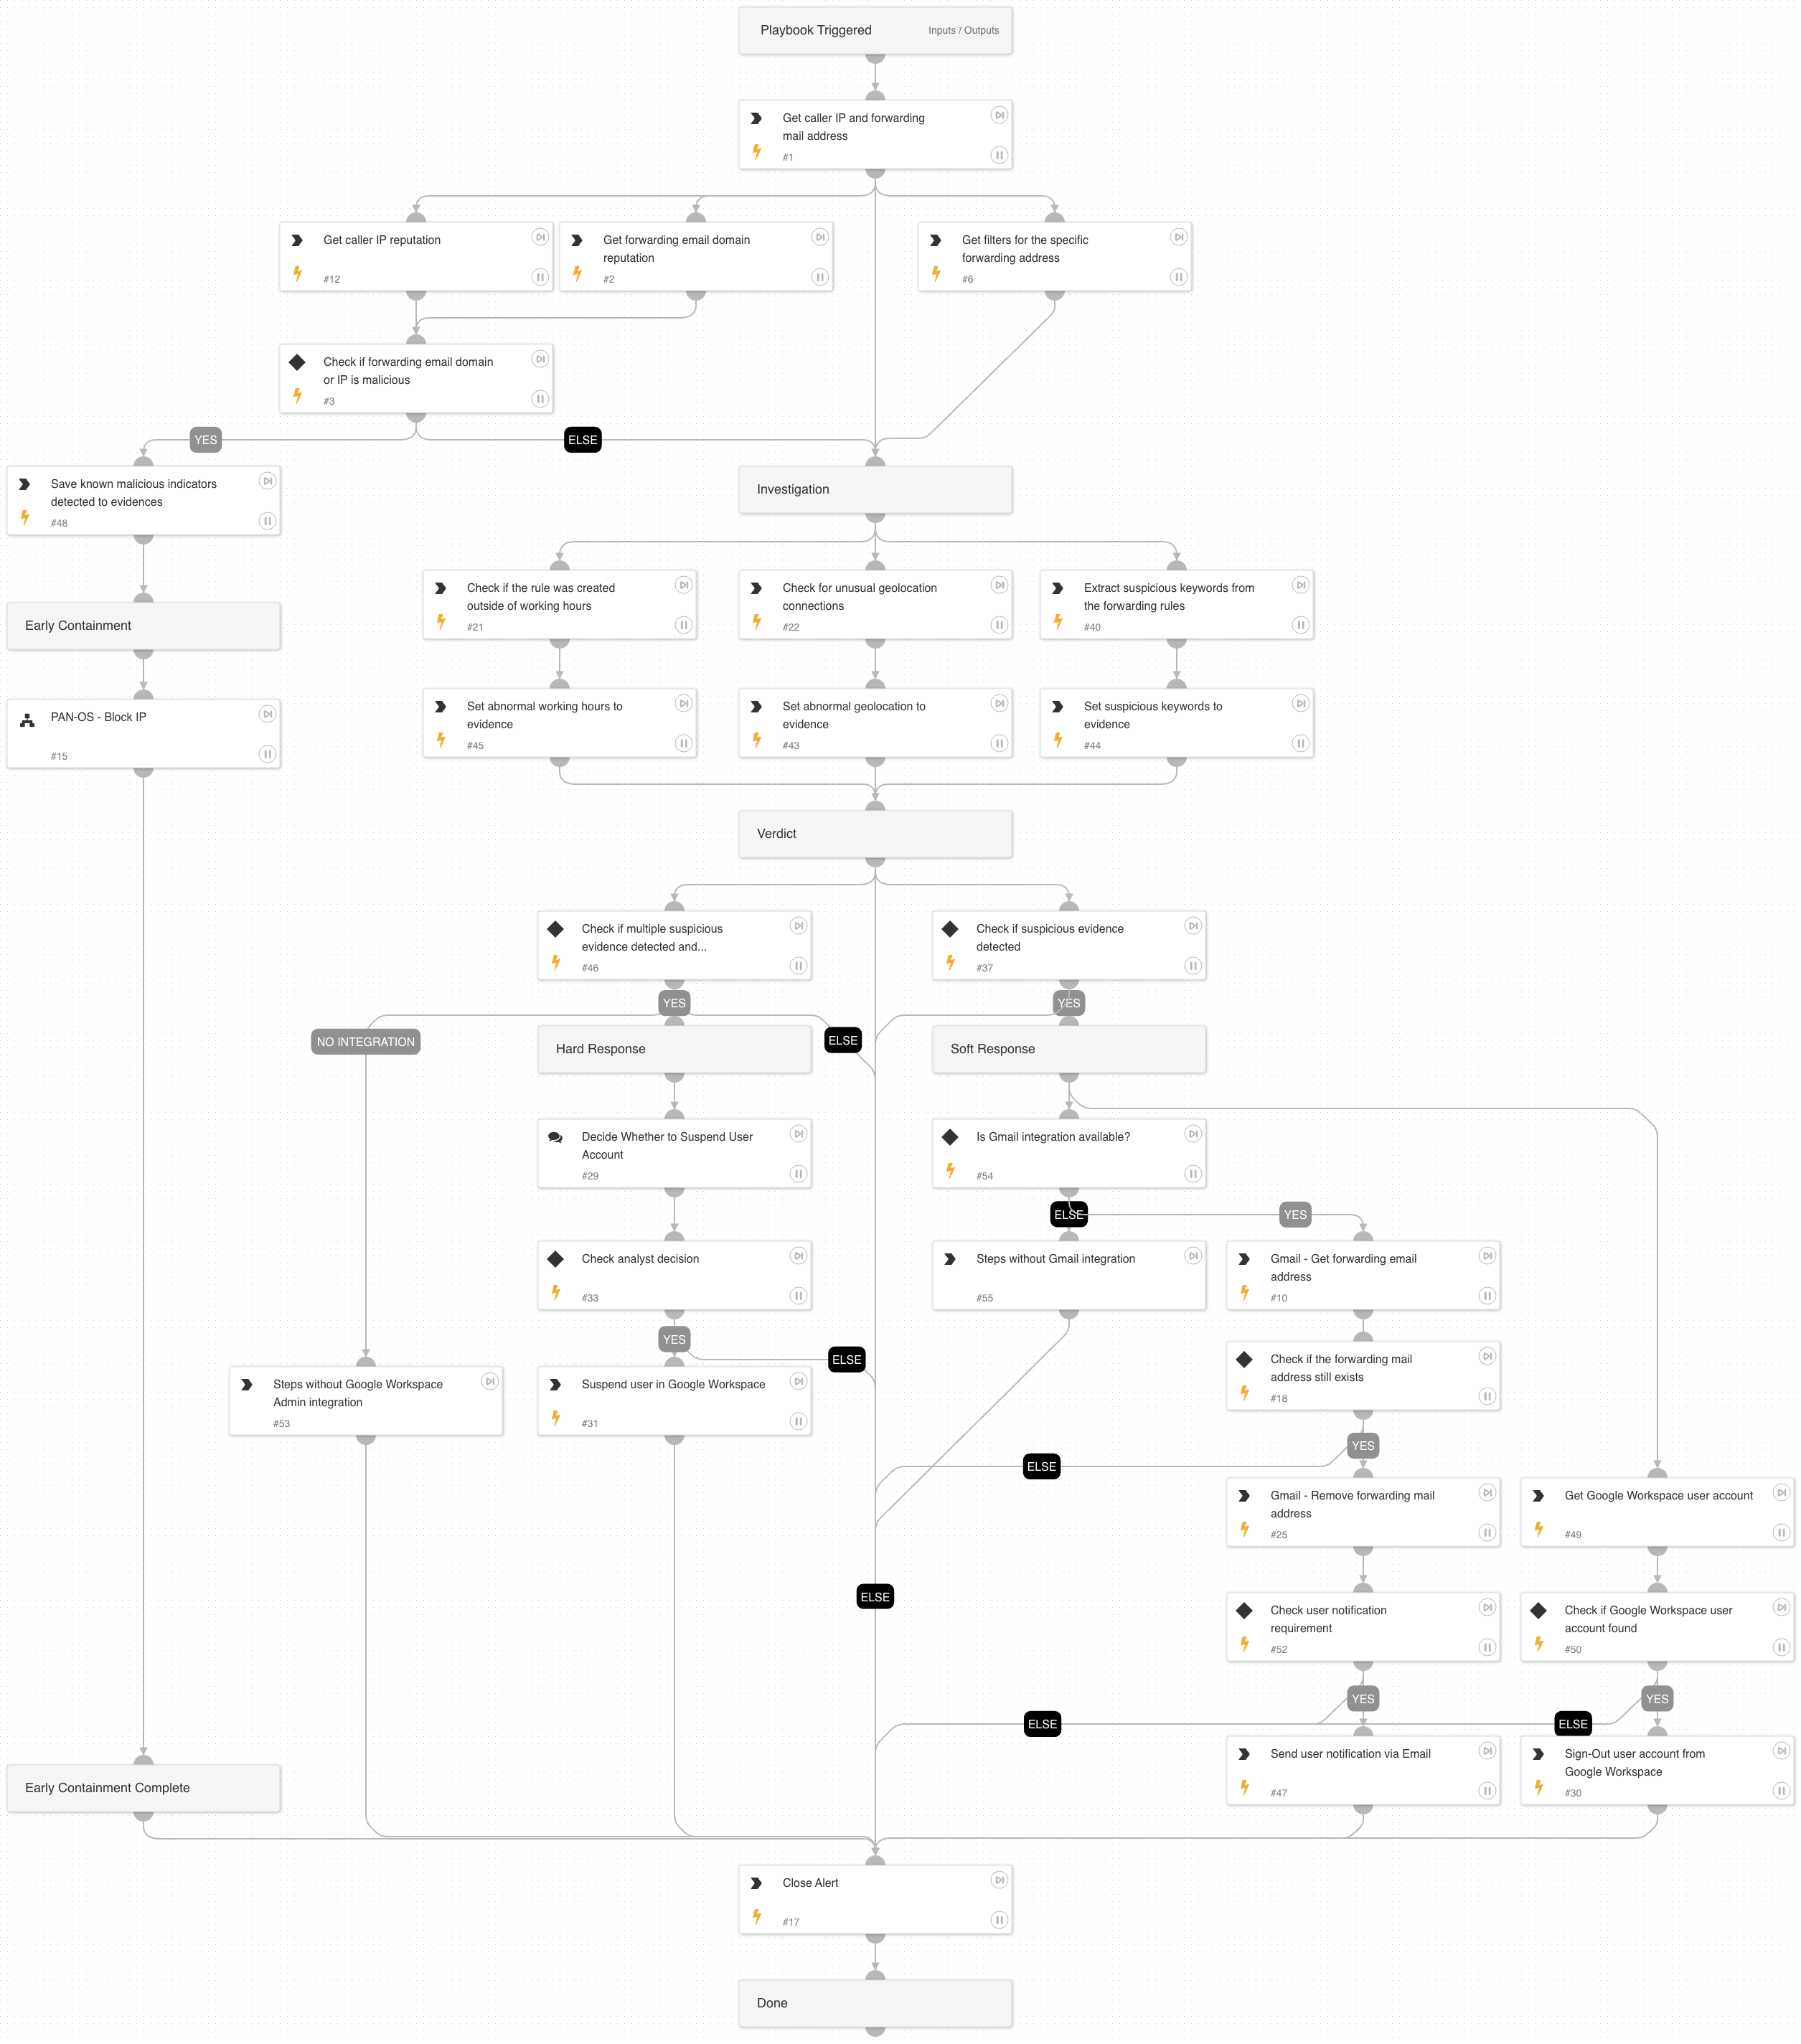 Playbook Triggered
Inputs / Outputs
Get caller IP and forwarding
mail address
#1
Get caller IP reputation
#12
Get forwarding email domain
reputation
#2
Get filters for the specific
forwarding address
#6
Check if forwarding email domain
or IP is malicious
#3
YES
ELSE
Save known malicious indicators
detected to evidences
#48
Investigation
Early Containment
Check if the rule was created
outside of working hours
#21
Check for unusual geolocation
connections
#22
Extract suspicious keywords from
the forwarding rules
#40
PAN-OS - Block IP
#15
Set abnormal working hours to
evidence
#45
Set abnormal geolocation to
evidence
#43
Set suspicious keywords to
evidence
#44
Verdict
Check if multiple suspicious
evidence detected and...
#46
Check if suspicious evidence
detected
#37
YES
YES
NO INTEGRATION
ELSE
Hard Response
Soft Response
Decide Whether to Suspend User
Account
#29
Is Gmail integration available?
#54
ELSE
YES
Check analyst decision
#33
Steps without Gmail integration
#55
Gmail - Get forwarding email
address
#10
YES
ELSE
Check if the forwarding mail
address still exists
#18
Steps without Google Workspace
Admin integration
#53
Suspend user in Google Workspace
#31
YES
ELSE
Gmail - Remove forwarding mail
address
#25
Get Google Workspace user account
#49
ELSE
Check user notification
requirement
#52
Check if Google Workspace user
account found
#50
YES
YES
ELSE
ELSE
Send user notification via Email
#47
Sign-Out user account from
Google Workspace
#30
Early Containment Complete
Close Alert
#17
Done